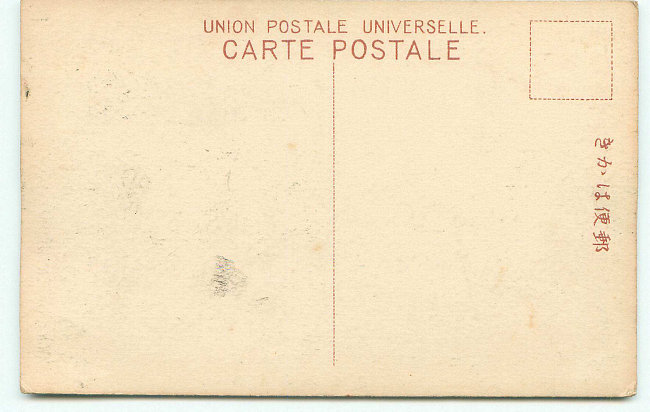 UNION POSTALE UNIVERSELLE.
CARTE POSTALE
郵便はかき